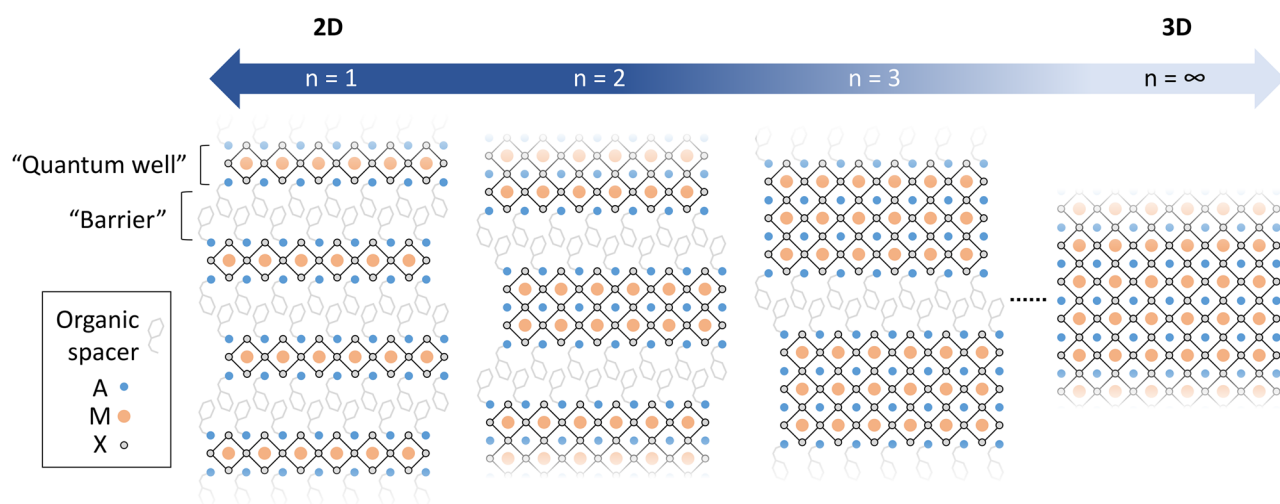 2D
3D
n = 1
n = 2
n = 3
n = ∞
“Quantum well”
“Barrier”
Organic
spacer
A
M
X